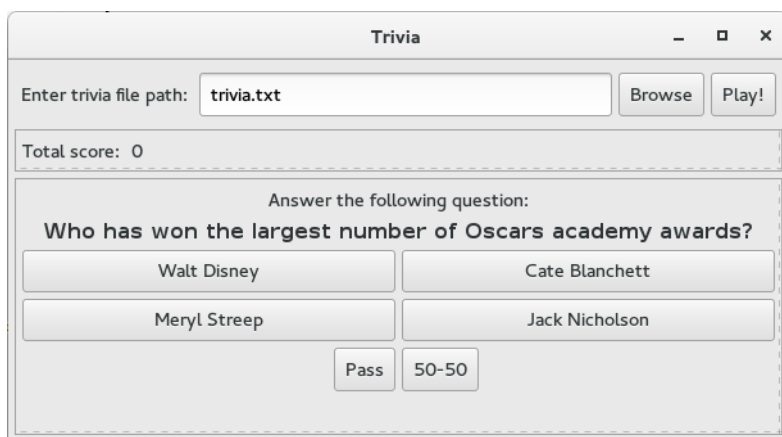 Trivia
Enter trivia file path: trivia.txt Browse Play!
Total score: 0
Answer the following question:
Who has won the largest number of Oscars academy awards?
Walt Disney Cate Blanchett
Meryl Streep Jack Nicholson
Pass 50-50